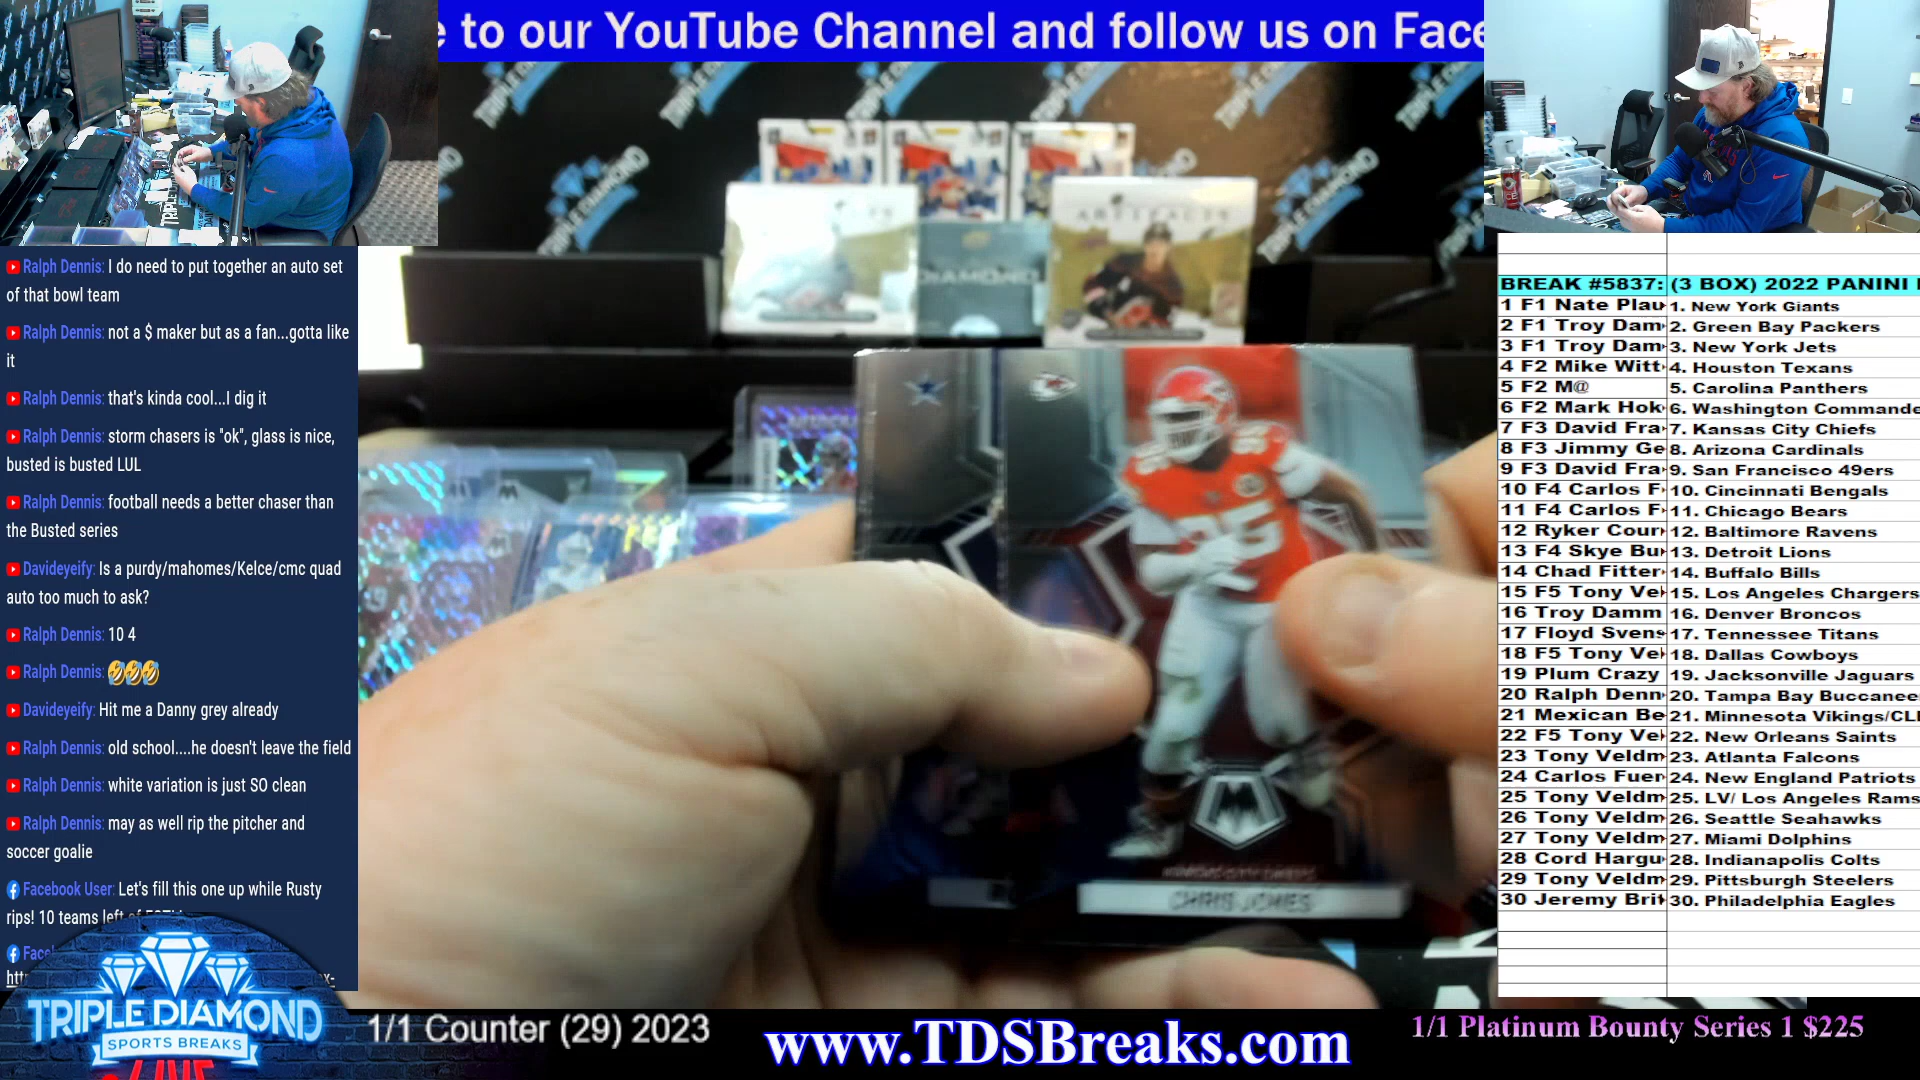 e to our YouTube Channel and follow us on Face
Ralph Dennis: I do need to put together an auto set
of that bowl team
Ralph Dennis: not a $ maker but as a fan...gotta like
it
Ralph Dennis: that's kinda cool...I dig it
Ralph Dennis: storm chasers is "ok", glass is nice,
busted is busted LUL
Ralph Dennis: football needs a better chaser than
the Busted series
Davideyeify: Is a purdy/mahomes/Kelce/cmc quad
auto too much to ask?
Ralph Dennis: 10 4
Ralph Dennis: 🤣🤣🤣
Davideyeify: Hit me a Danny grey already
Ralph Dennis: old school....he doesn't leave the field
Ralph Dennis: white variation is just SO clean
Ralph Dennis: may as well rip the pitcher and
soccer goalie
Facebook User: Let's fill this one up while Rusty
rips! 10 teams left of
TRIPLE DIAMOND
SPORTS BREAKS
LIVE
ARTIFACTS
DIAMOND
95
CHRIS JONES
BREAK #5837: (3 BOX) 2022 PANINI
1 F1 Nate Plau 1. New York Giants
2 F1 Troy Dam 2. Green Bay Packers
3 F1 Troy Dam 3. New York Jets
4 F2 Mike Witt 4. Houston Texans
5 F2 M@ 5. Carolina Panthers
6 F2 Mark Hok 6. Washington Commande
7 F3 David Fra 7. Kansas City Chiefs
8 F3 Jimmy Ge 8. Arizona Cardinals
9 F3 David Fra 9. San Francisco 49ers
10 F4 Carlos F 10. Cincinnati Bengals
11 F4 Carlos F 11. Chicago Bears
12 Ryker Cour 12. Baltimore Ravens
13 F4 Skye Bu 13. Detroit Lions
14 Chad Fitter 14. Buffalo Bills
15 F5 Tony Vel 15. Los Angeles Chargers
16 Troy Damm 16. Denver Broncos
17 Floyd Svens 17. Tennessee Titans
18 F5 Tony Vel 18. Dallas Cowboys
19 Plum Crazy 19. Jacksonville Jaguars
20 Ralph Denn 20. Tampa Bay Buccanee
21 Mexican Be 21. Minnesota Vikings/CLE
22 F5 Tony Vel 22. New Orleans Saints
23 Tony Veldm 23. Atlanta Falcons
24 Carlos Fuer 24. New England Patriots
25 Tony Veldm 25. LV/ Los Angeles Rams
26 Tony Veldm 26. Seattle Seahawks
27 Tony Veldm 27. Miami Dolphins
28 Cord Hargu 28. Indianapolis Colts
29 Tony Veldm 29. Pittsburgh Steelers
30 Jeremy Brit 30. Philadelphia Eagles
1/1 Counter (29) 2023
www.TDSBreaks.com
1/1 Platinum Bounty Series 1 $225